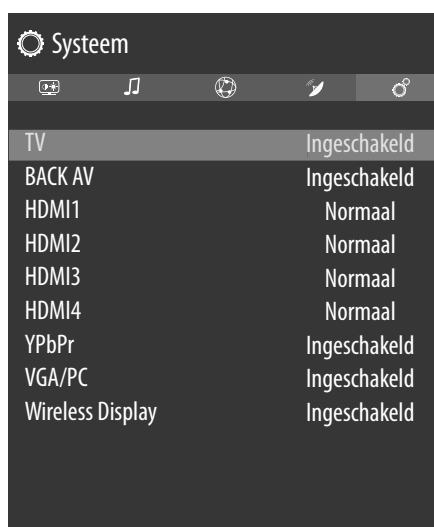 Systeem
TV Ingeschakeld
BACK AV Ingeschakeld
HDMI1 Normaal
HDMI2 Normaal
HDMI3 Normaal
HDMI4 Normaal
YPbPr Ingeschakeld
VGA/PC Ingeschakeld
Wireless Display Ingeschakeld